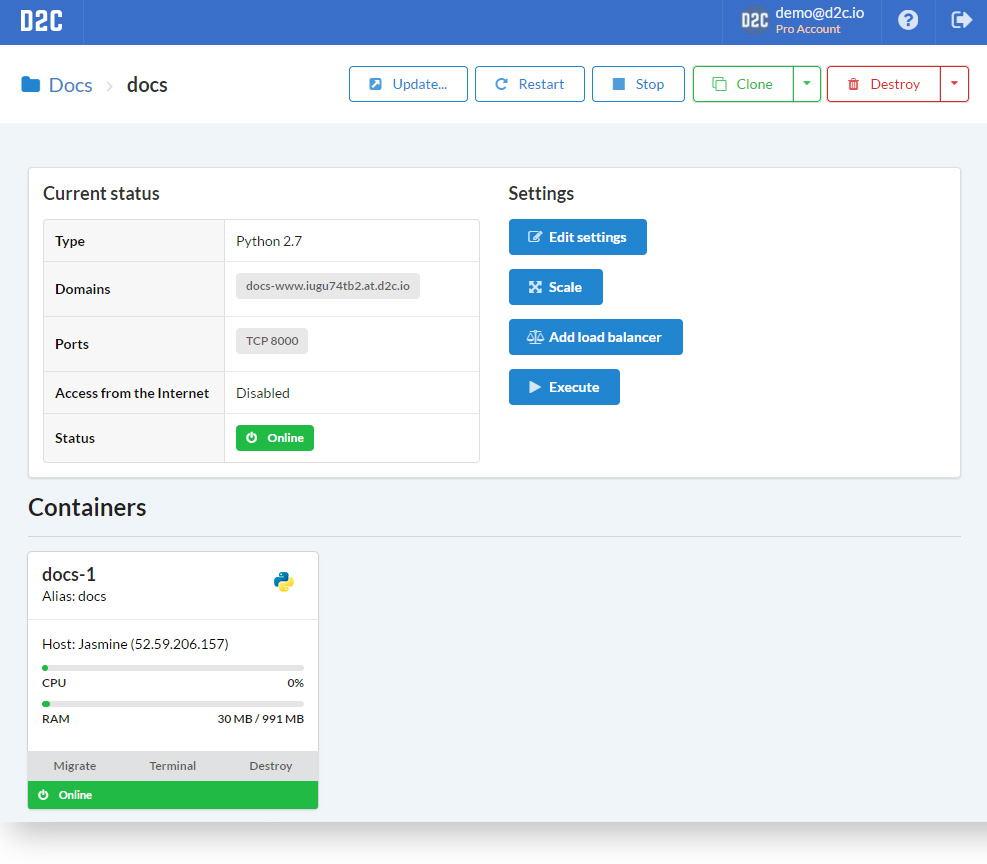 D2C
D2C demo@d2c.io
Pro Account
?
Docs > docs
Update... Restart Stop Clone Destroy
Current status
Type Python 2.7
Domains docs-www.iugu74tb2.at.d2c.io
Ports TCP 8000
Access from the Internet Disabled
Status Online
Settings
Edit settings
Scale
Add load balancer
Execute
Containers
docs-1
Alias: docs
Host: Jasmine (52.59.206.157)
CPU 0%
RAM 30 MB / 991 MB
Migrate Terminal Destroy
Online